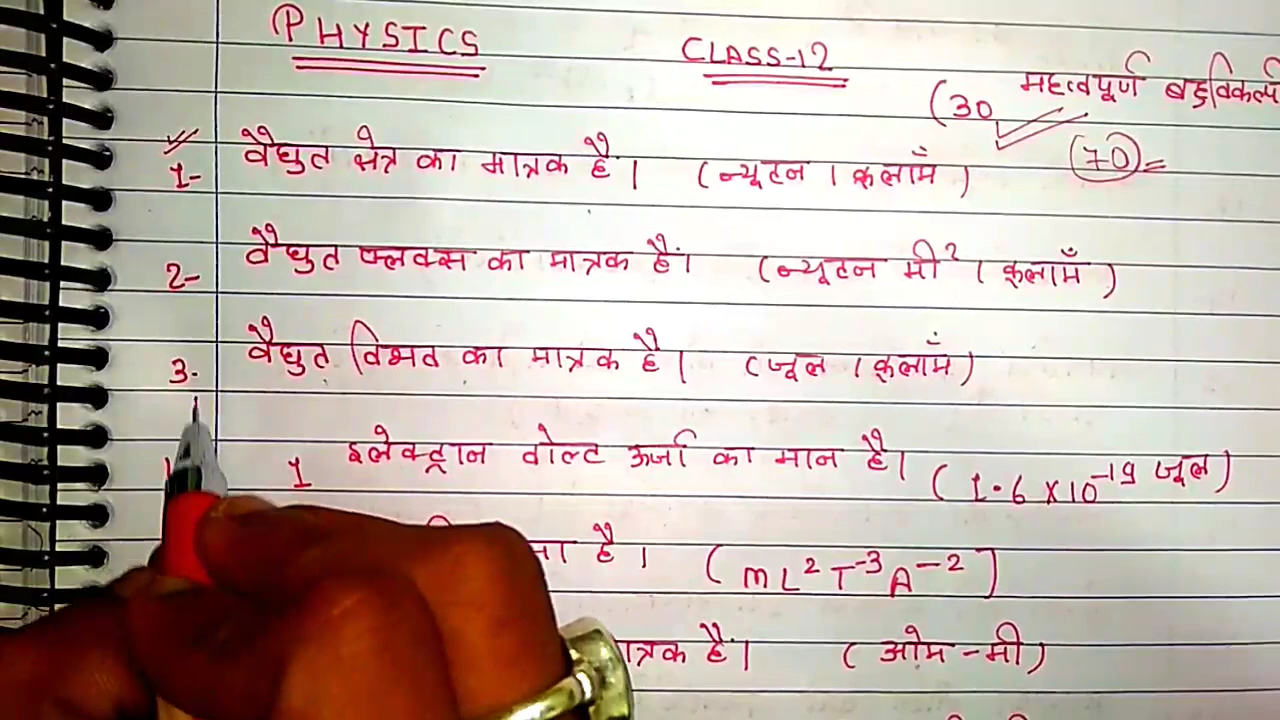 PHYSICS CLASS-12
(30 महत्वपूर्ण बहुविकल्पी
(70)=
1- वैद्युत क्षेत्र का मात्रक है। (न्यूटन / कूलॉम)
2- वैद्युत फ्लक्स का मात्रक है। (न्यूटन मी² / कूलॉम)
3. वैद्युत विभव का मात्रक है। (जूल / कूलॉम)
1 इलेक्ट्रान वोल्ट ऊर्जा का मान है। (1.6×10⁻¹⁹ जूल)
है। (ML²T⁻³A⁻²]
मात्रक है। (ओम-मी)